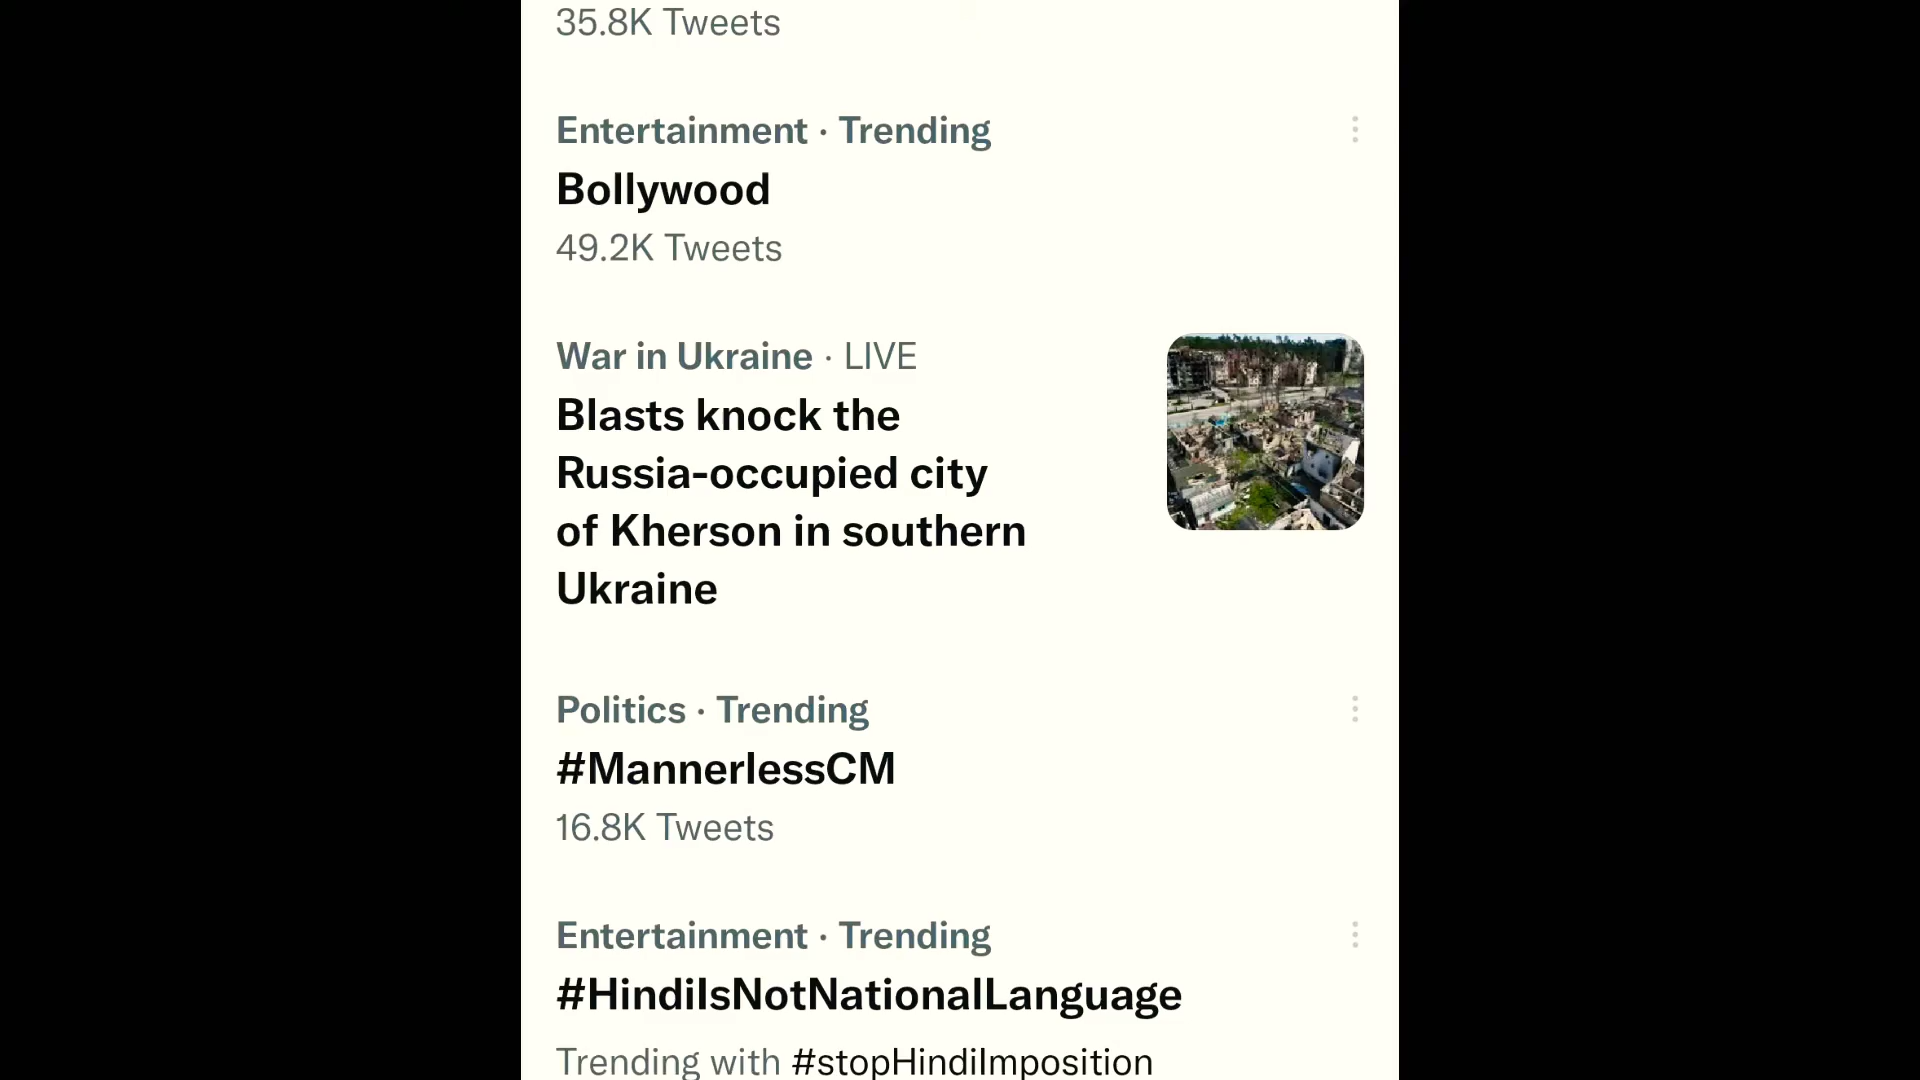 35.8K Tweets
Entertainment · Trending
Bollywood
49.2K Tweets
War in Ukraine · LIVE
Blasts knock the
Russia-occupied city
of Kherson in southern
Ukraine
Politics · Trending
#MannerlessCM
16.8K Tweets
Entertainment · Trending
#HindiIsNotNationalLanguage
Trending with #stopHindiImposition